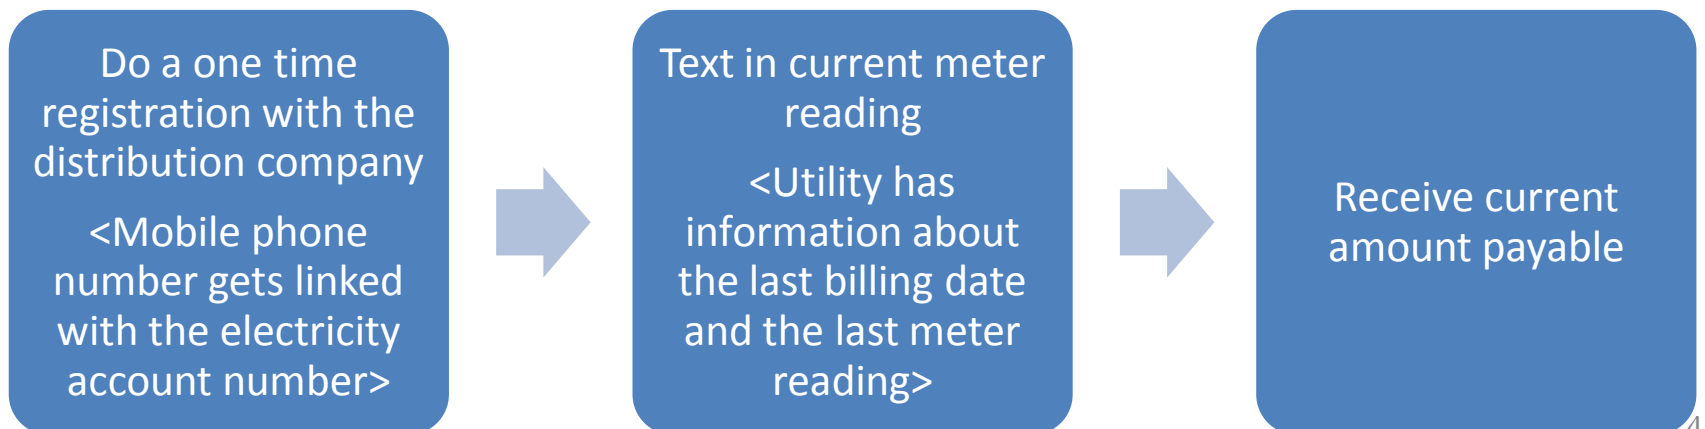 Do a one time
registration with the
distribution company
<Mobile phone
number gets linked
with the electricity
account number>
Text in current meter
reading
<Utility has
information about
the last billing date
and the last meter
reading>
Receive current
amount payable
4